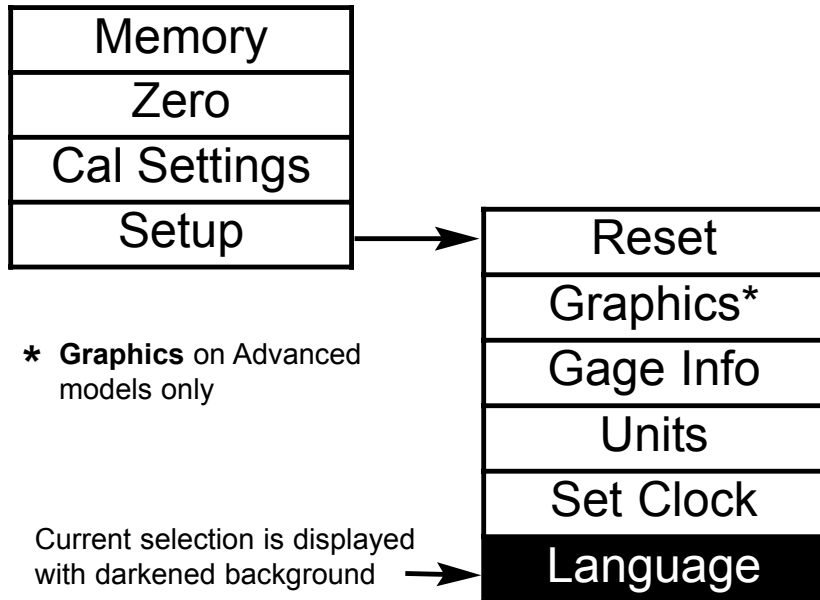 Memory
Zero
Cal Settings
Setup
Reset
Graphics*
Gage Info
Units
Set Clock
Language
* Graphics on Advanced
models only
Current selection is displayed
with darkened background